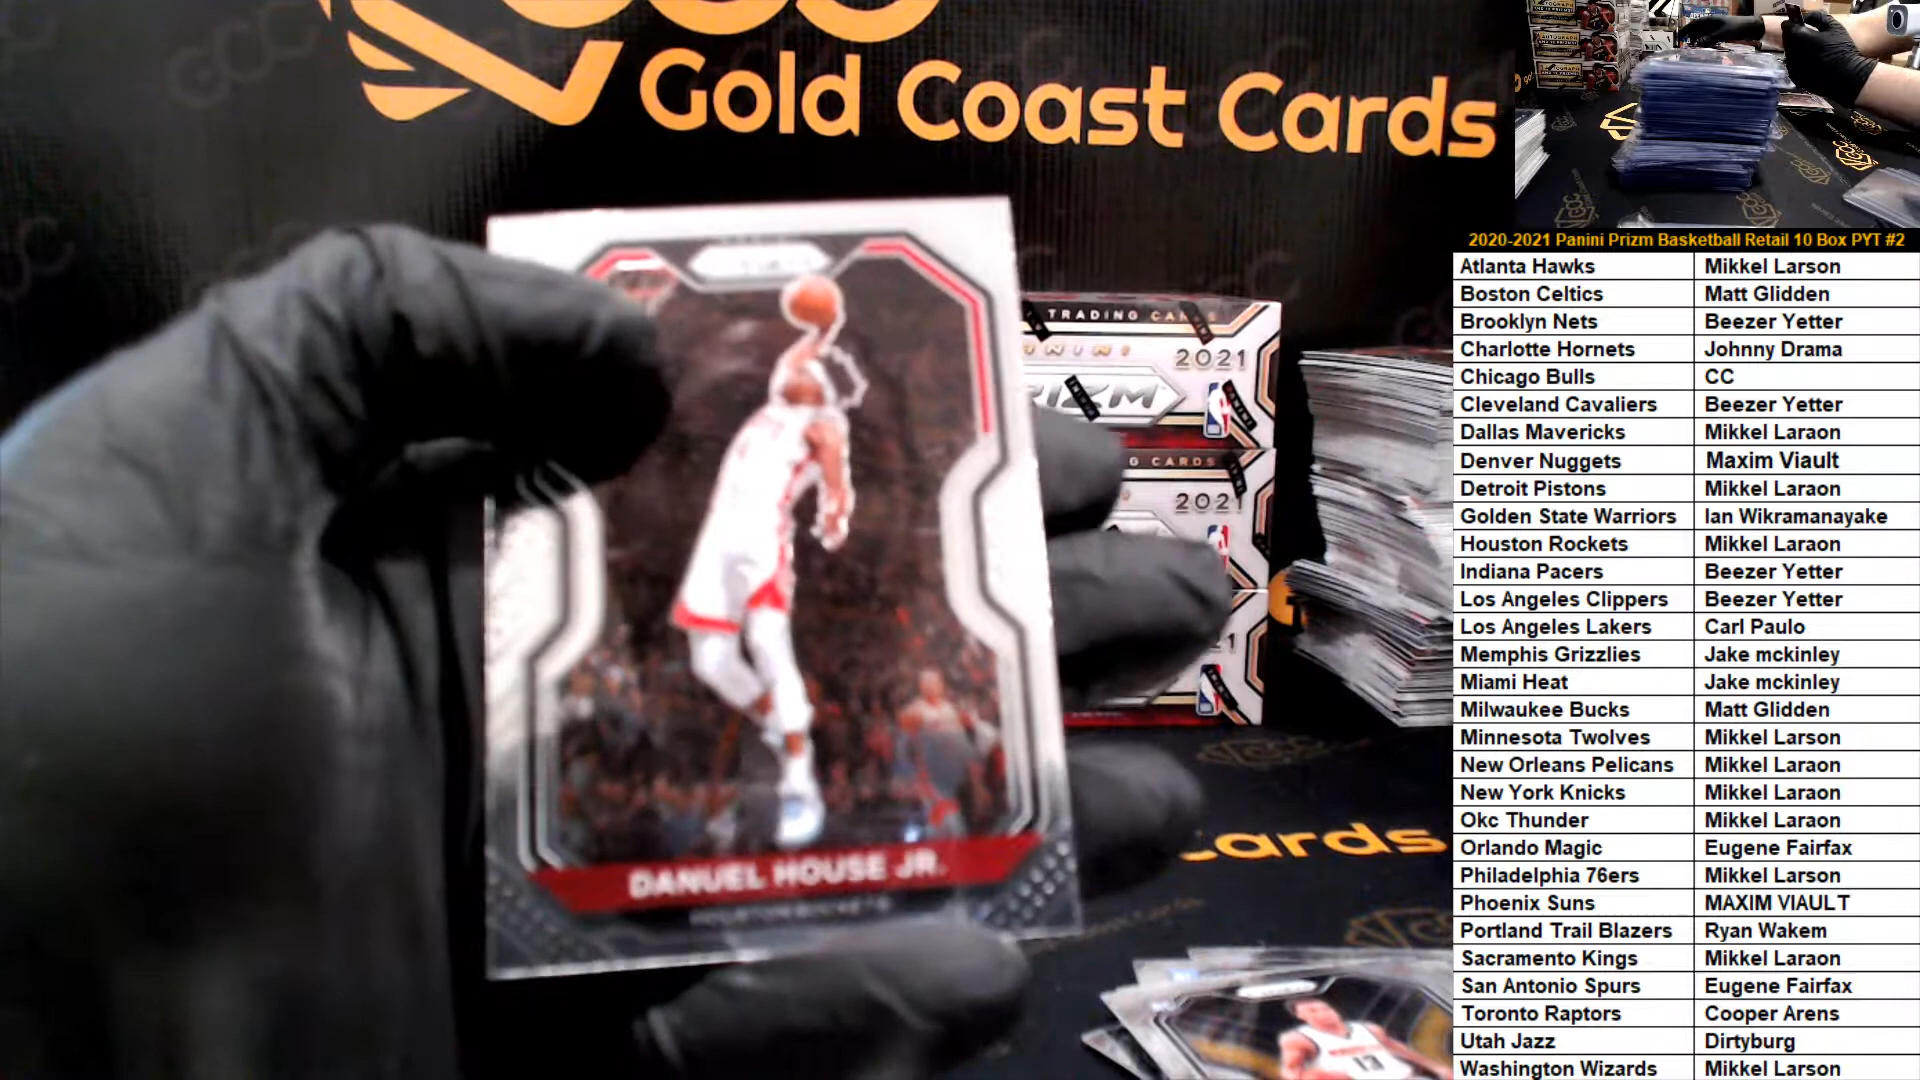 Gold Coast Cards
2020-2021 Panini Prizm Basketball Retail 10 Box PYT #2
Atlanta Hawks Mikkel Larson
Boston Celtics Matt Glidden
Brooklyn Nets Beezer Yetter
Charlotte Hornets Johnny Drama
Chicago Bulls CC
Cleveland Cavaliers Beezer Yetter
Dallas Mavericks Mikkel Laraon
Denver Nuggets Maxim Viault
Detroit Pistons Mikkel Laraon
Golden State Warriors Ian Wikramanayake
Houston Rockets Mikkel Laraon
Indiana Pacers Beezer Yetter
Los Angeles Clippers Beezer Yetter
Los Angeles Lakers Carl Paulo
Memphis Grizzlies Jake mckinley
Miami Heat Jake mckinley
Milwaukee Bucks Matt Glidden
Minnesota Twolves Mikkel Larson
New Orleans Pelicans Mikkel Laraon
New York Knicks Mikkel Laraon
Okc Thunder Mikkel Laraon
Orlando Magic Eugene Fairfax
Philadelphia 76ers Mikkel Larson
Phoenix Suns MAXIM VIAULT
Portland Trail Blazers Ryan Wakem
Sacramento Kings Mikkel Laraon
San Antonio Spurs Eugene Fairfax
Toronto Raptors Cooper Arens
Utah Jazz Dirtyburg
Washington Wizards Mikkel Larson
TRADING
2021
CARDS
2021
DANUEL HOUSE JR.
HOUSTON ROCKETS